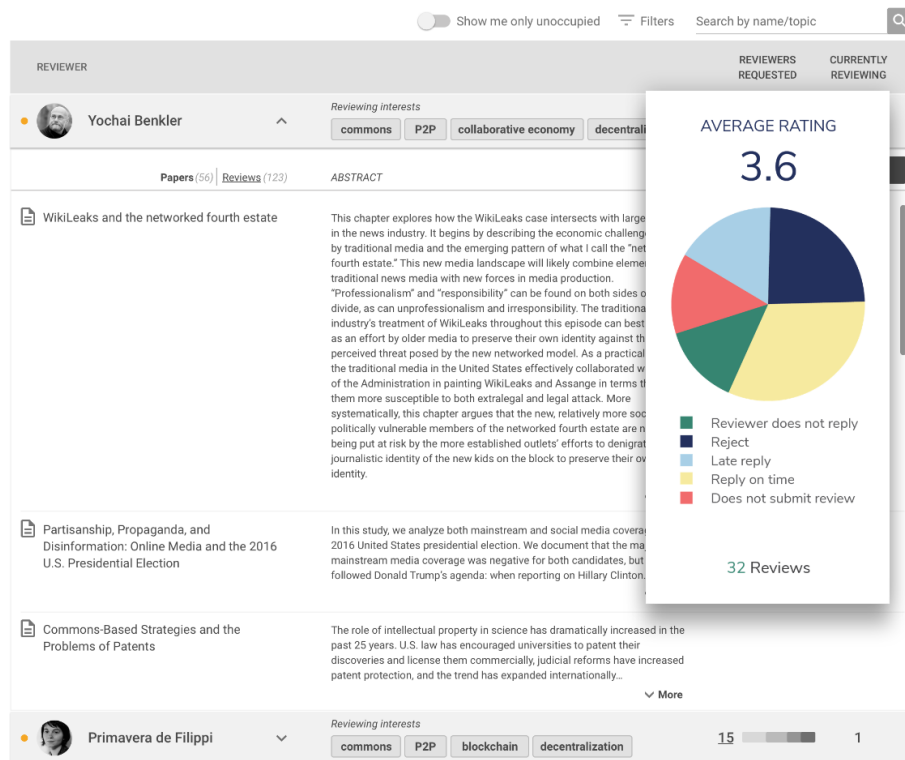 Show me only unoccupied
Filters
Search by name/topic
REVIEWER
REVIEWERS
REQUESTED
CURRENTLY
REVIEWING
Yochai Benkler
Reviewing interests
commons
P2P
collaborative economy
decentrali
Papers (56) | Reviews (123)
ABSTRACT
WikiLeaks and the networked fourth estate
This chapter explores how the WikiLeaks case intersects with large
in the news industry. It begins by describing the economic challeng
by traditional media and the emerging pattern of what I call the "net
fourth estate." This new media landscape will likely combine eleme
traditional news media with new forces in media production.
"Professionalism" and "responsibility" can be found on both sides o
divide, as can unprofessionalism and irresponsibility. The traditiona
industry's treatment of WikiLeaks throughout this episode can best
as an effort by older media to preserve their own identity against th
perceived threat posed by the new networked model. As a practical
the traditional media in the United States effectively collaborated w
of the Administration in painting WikiLeaks and Assange in terms t
them more susceptible to both extralegal and legal attack. More
systematically, this chapter argues that the new, relatively more soc
politically vulnerable members of the networked fourth estate are n
being put at risk by the more established outlets' efforts to denigrat
journalistic identity of the new kids on the block to preserve their ow
identity.
Partisanship, Propaganda, and
Disinformation: Online Media and the 2016
U.S. Presidential Election
In this study, we analyze both mainstream and social media coverag
2016 United States presidential election. We document that the ma
mainstream media coverage was negative for both candidates, but
followed Donald Trump's agenda: when reporting on Hillary Clinton.
Commons-Based Strategies and the
Problems of Patents
The role of intellectual property in science has dramatically increased in the
past 25 years. U.S. law has encouraged universities to patent their
discoveries and license them commercially, judicial reforms have increased
patent protection, and the trend has expanded internationally…
More
AVERAGE RATING
3.6
Reviewer does not reply
Reject
Late reply
Reply on time
Does not submit review
32 Reviews
Primavera de Filippi
Reviewing interests
commons
P2P
blockchain
decentralization
15
1